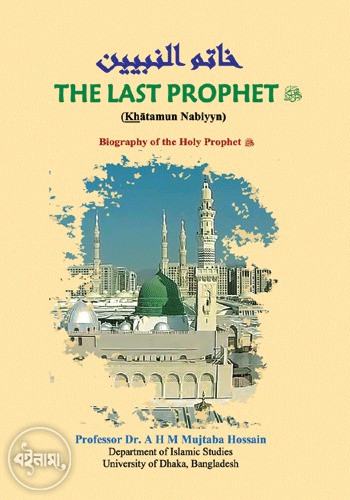 خاتم النبيين
THE LAST PROPHET ﷺ
(Khātamun Nabiyyn)
Biography of the Holy Prophet ﷺ
Professor Dr. A H M Mujtaba Hossain
Department of Islamic Studies
University of Dhaka, Bangladesh
বইনামা